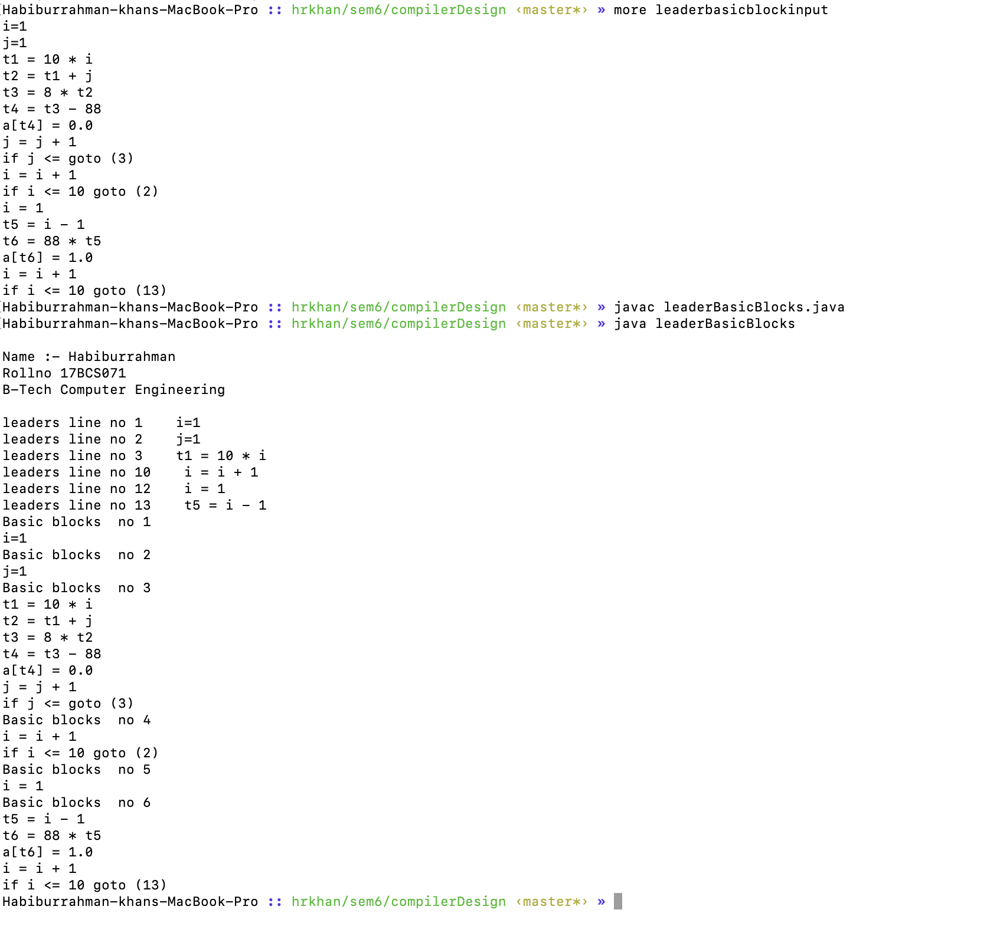 Habiburrahman-khans-MacBook-Pro :: hrkhan/sem6/compilerDesign ‹master*› » more leaderbasicblockinput
i=1
j=1
t1 = 10 * i
t2 = t1 + j
t3 = 8 * t2
t4 = t3 - 88
a[t4] = 0.0
j = j + 1
if j <= goto (3)
i = i + 1
if i <= 10 goto (2)
i = 1
t5 = i - 1
t6 = 88 * t5
a[t6] = 1.0
i = i + 1
if i <= 10 goto (13)
Habiburrahman-khans-MacBook-Pro :: hrkhan/sem6/compilerDesign ‹master*› » javac leaderBasicBlocks.java
Habiburrahman-khans-MacBook-Pro :: hrkhan/sem6/compilerDesign ‹master*› » java leaderBasicBlocks

Name :- Habiburrahman
Rollno 17BCS071
B-Tech Computer Engineering

leaders line no 1    i=1
leaders line no 2    j=1
leaders line no 3    t1 = 10 * i
leaders line no 10    i = i + 1
leaders line no 12    i = 1
leaders line no 13    t5 = i - 1
Basic blocks  no 1
i=1
Basic blocks  no 2
j=1
Basic blocks  no 3
t1 = 10 * i
t2 = t1 + j
t3 = 8 * t2
t4 = t3 - 88
a[t4] = 0.0
j = j + 1
if j <= goto (3)
Basic blocks  no 4
i = i + 1
if i <= 10 goto (2)
Basic blocks  no 5
i = 1
Basic blocks  no 6
t5 = i - 1
t6 = 88 * t5
a[t6] = 1.0
i = i + 1
if i <= 10 goto (13)
Habiburrahman-khans-MacBook-Pro :: hrkhan/sem6/compilerDesign ‹master*› »